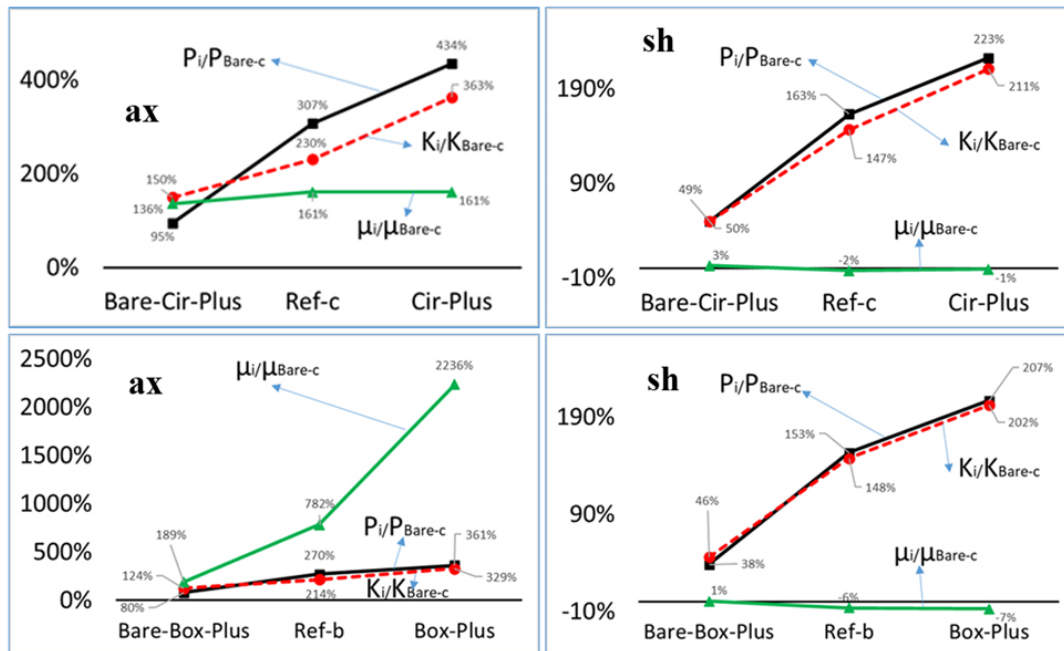 ax
Pi/PBare-c
434%
400%
307%
363%
230%
Ki/KBare-c
200%
150%
136%
161%
161%
95%
μi/μBare-c
0%
Bare-Cir-Plus Ref-c Cir-Plus
sh
Pi/PBare-c
223%
190%
163%
211%
147%
Ki/KBare-c
90%
49%
50%
μi/μBare-c
3%
-2%
-1%
-10%
Bare-Cir-Plus Ref-c Cir-Plus
2500%
ax
μi/μBare-c
2236%
2000%
1500%
1000%
782%
500%
189%
270%
Pi/PBare-c
361%
124%
329%
0%
80%
214%
Ki/KBare-c
Bare-Box-Plus Ref-b Box-Plus
sh
Pi/PBare-c
207%
190%
153%
202%
148%
Ki/KBare-c
90%
46%
38%
μi/μBare-c
1%
-6%
-7%
-10%
Bare-Box-Plus Ref-b Box-Plus